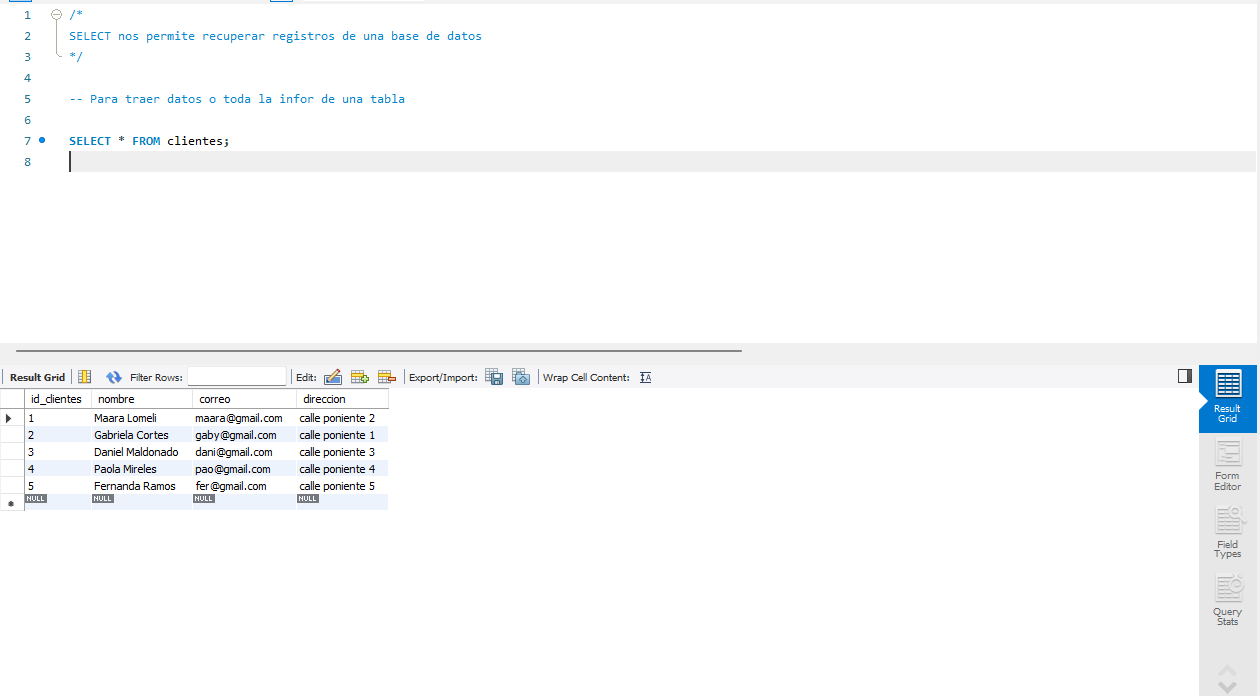 1 /*
2 SELECT nos permite recuperar registros de una base de datos
3 */
4
5 -- Para traer datos o toda la infor de una tabla
6
7 SELECT * FROM clientes;
8
Result Grid Filter Rows: Edit: Export/Import: Wrap Cell Content:
id_clientes nombre correo direccion
1 Maara Lomeli maara@gmail.com calle poniente 2
2 Gabriela Cortes gaby@gmail.com calle poniente 1
3 Daniel Maldonado dani@gmail.com calle poniente 3
4 Paola Mireles pao@gmail.com calle poniente 4
5 Fernanda Ramos fer@gmail.com calle poniente 5
NULL NULL NULL NULL
Result
Grid
Form
Editor
Field
Types
Query
Stats